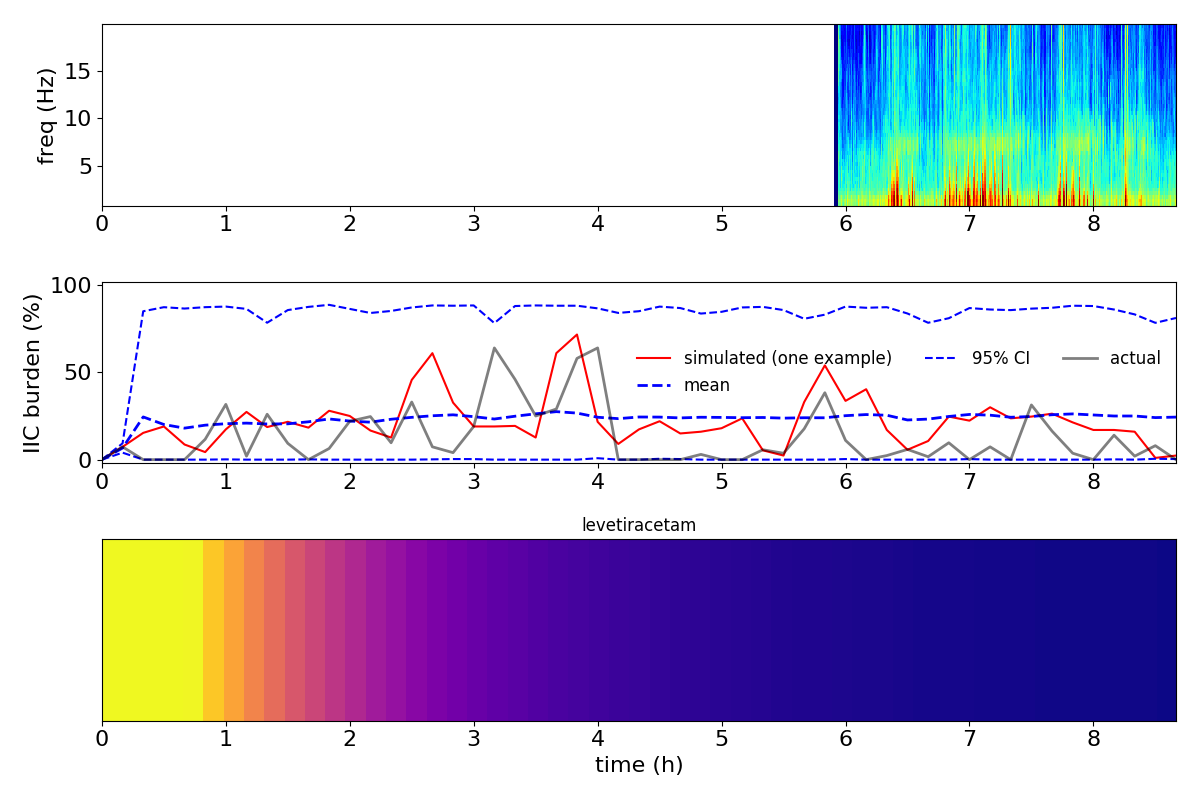 freq (Hz)
15
10
5
0 1 2 3 4 5 6 7 8
IIC burden (%)
100
50
0
simulated (one example) 95% CI actual
mean
0 1 2 3 4 5 6 7 8
levetiracetam
0 1 2 3 4 5 6 7 8
time (h)